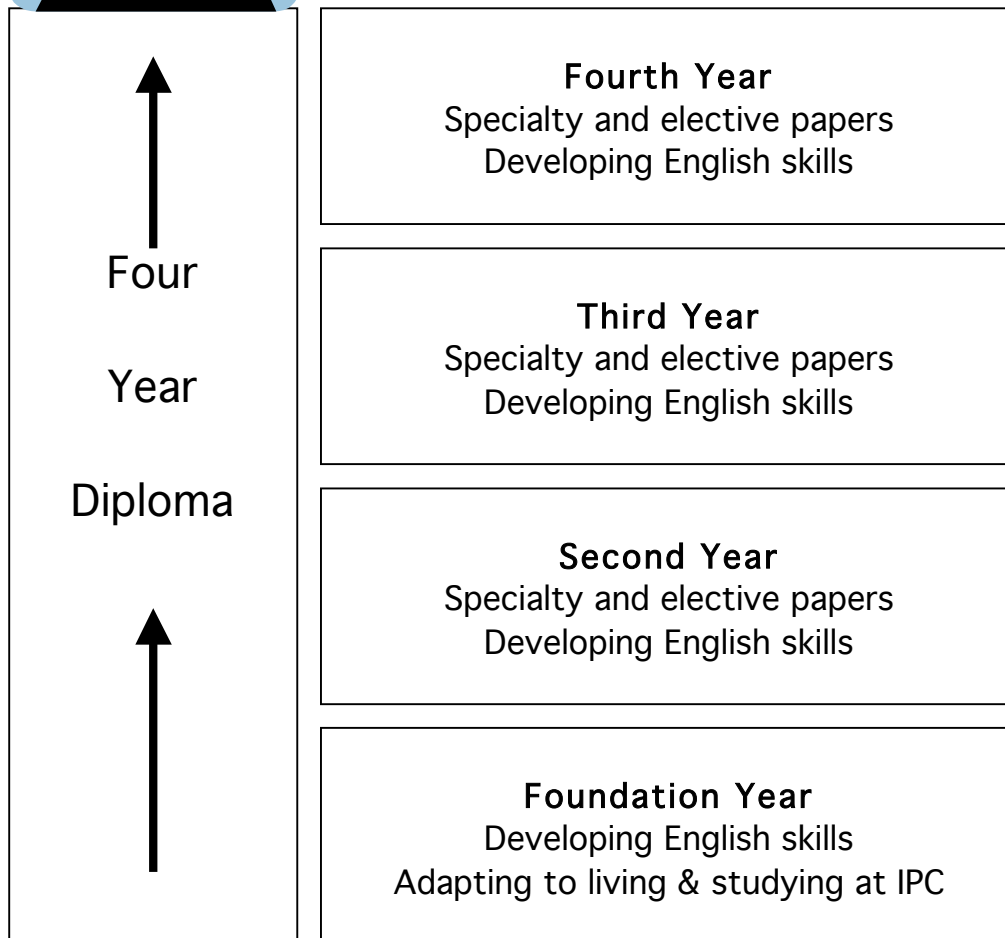 Four
Year
Diploma
Fourth Year
Specialty and elective papers
Developing English skills
Third Year
Specialty and elective papers
Developing English skills
Second Year
Specialty and elective papers
Developing English skills
Foundation Year
Developing English skills
Adapting to living & studying at IPC